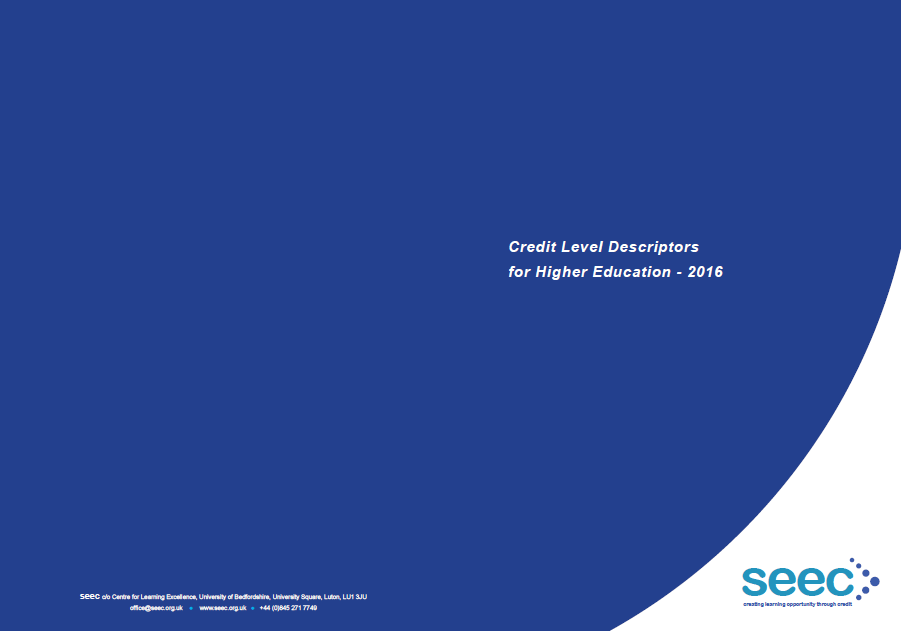 Credit Level Descriptors
for Higher Education - 2016
seec c/o Centre for Learning Excellence, University of Bedfordshire, University Square, Luton, LU1 3JU
office@seec.org.uk • www.seec.org.uk • +44 (0)845 271 7749
seec
creating learning opportunity through credit